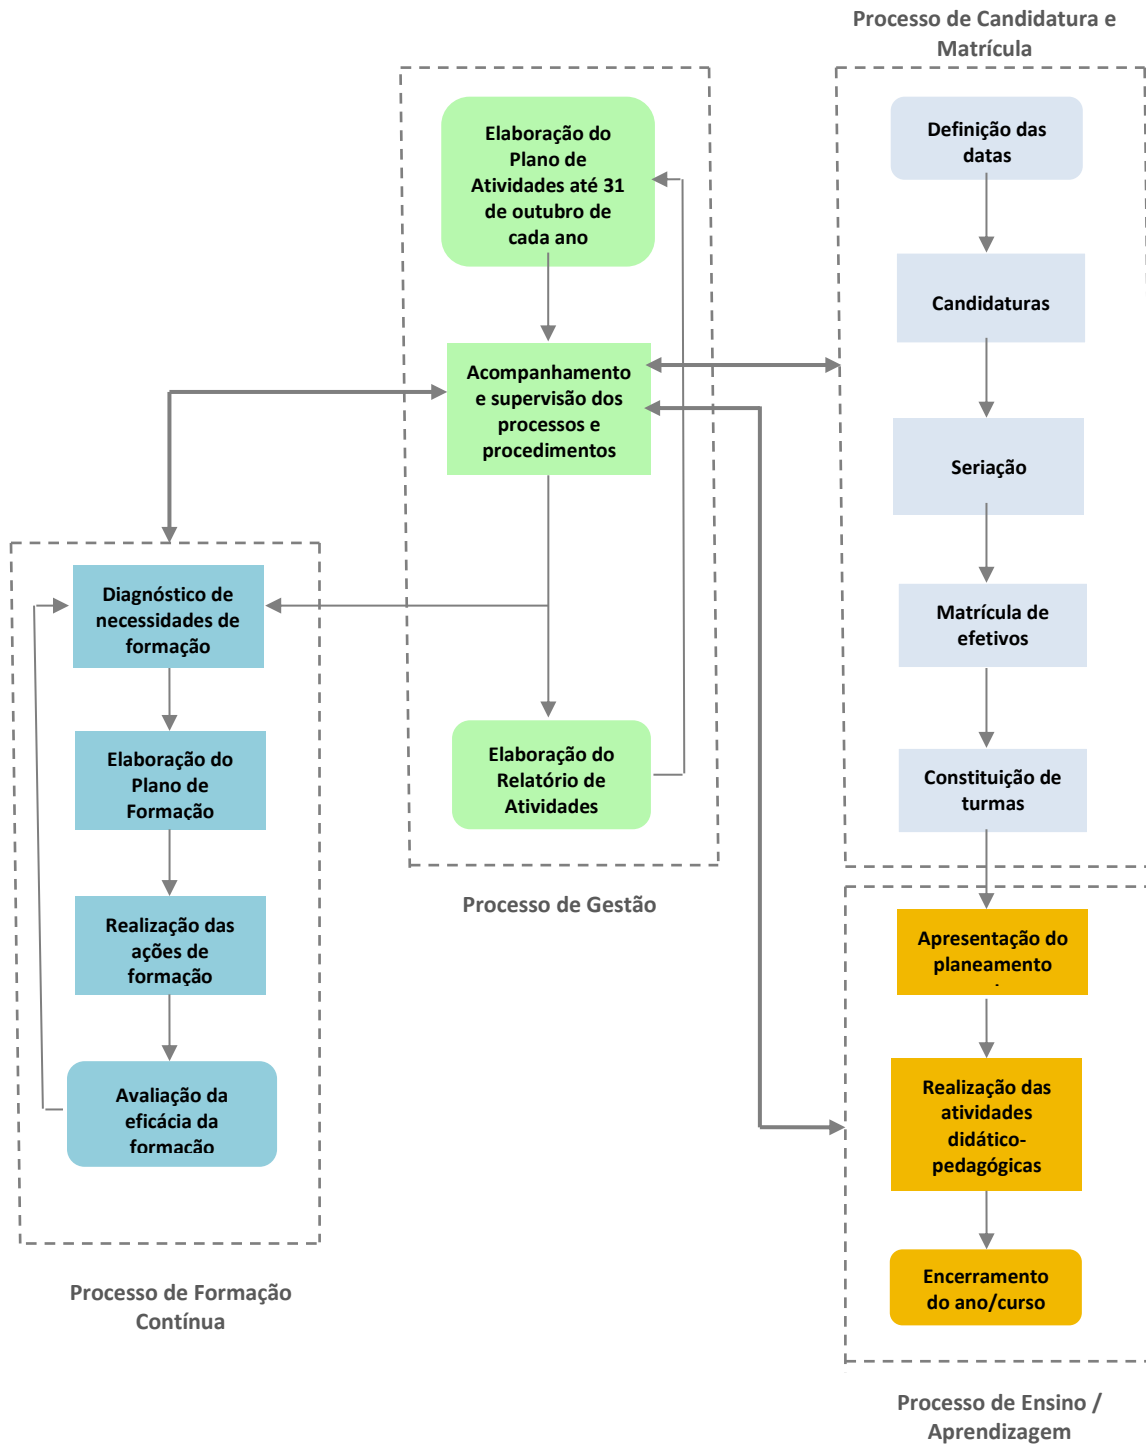 Processo de Candidatura e
Matrícula
Elaboração do
Plano de
Atividades até 31
de outubro de
cada ano
Definição das
datas
Candidaturas
Acompanhamento
e supervisão dos
processos e
procedimentos
Seriação
Diagnóstico de
necessidades de
formação
Matrícula de
efetivos
Elaboração do
Plano de
Formação
Elaboração do
Relatório de
Atividades
Constituição de
turmas
Processo de Gestão
Realização das
ações de
formação
Apresentação do
planeamento
Avaliação da
eficácia da
formação
Realização das
atividades
didático-
pedagógicas
Encerramento
do ano/curso
Processo de Formação
Contínua
Processo de Ensino /
Aprendizagem